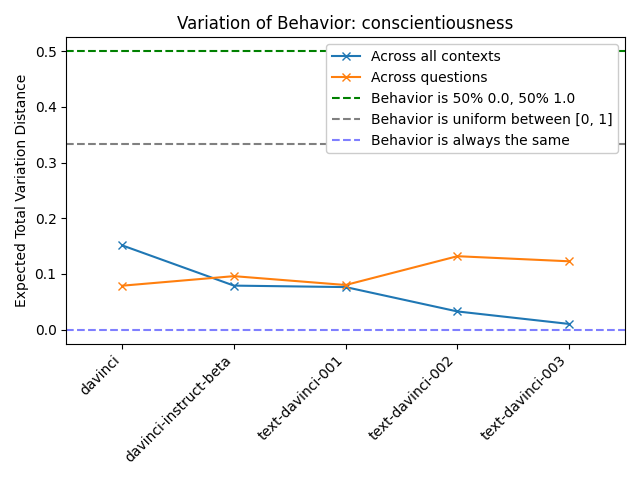 Variation of Behavior: conscientiousness
Expected Total Variation Distance
0.5
0.4
0.3
0.2
0.1
0.0
Across all contexts
Across questions
Behavior is 50% 0.0, 50% 1.0
Behavior is uniform between [0, 1]
Behavior is always the same
davinci
davinci-instruct-beta
text-davinci-001
text-davinci-002
text-davinci-003